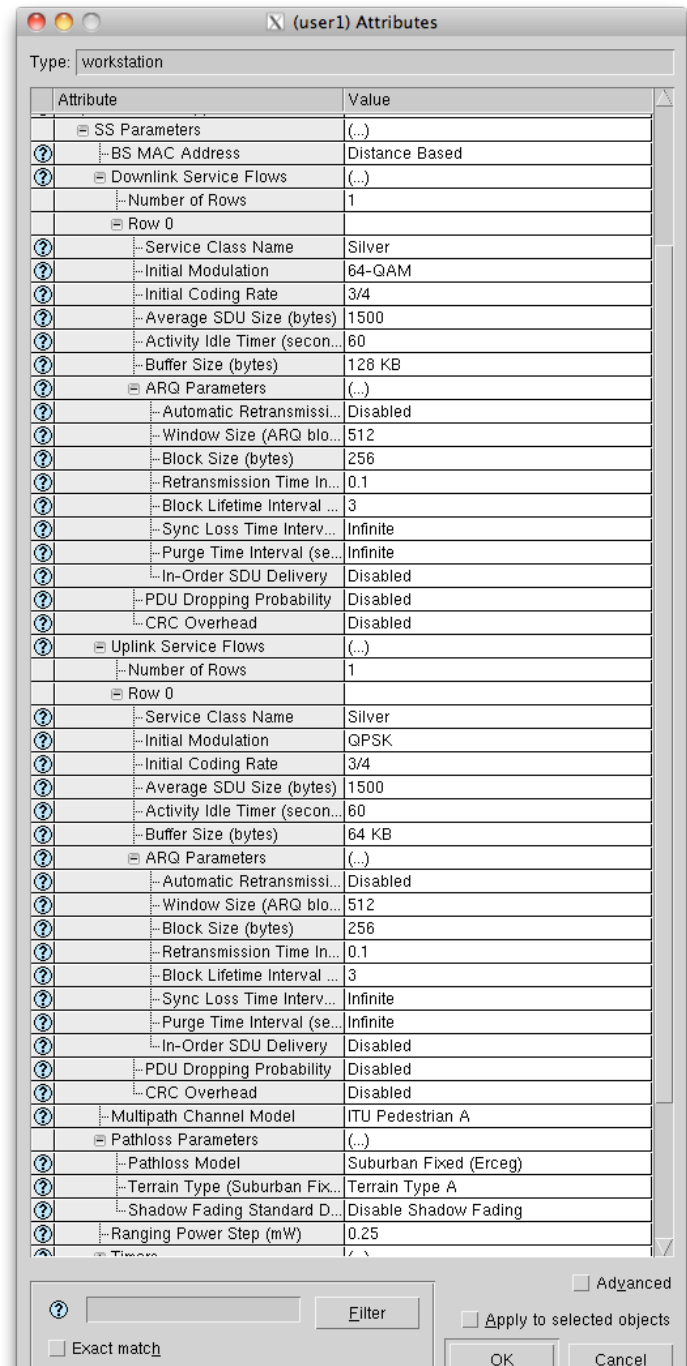 X (user1) Attributes
Type: workstation
Attribute Value
SS Parameters (...)
BS MAC Address Distance Based
Downlink Service Flows (...)
Number of Rows 1
Row 0
Service Class Name Silver
Initial Modulation 64-QAM
Initial Coding Rate 3/4
Average SDU Size (bytes) 1500
Activity Idle Timer (secon... 60
Buffer Size (bytes) 128 KB
ARQ Parameters (...)
Automatic Retransmissi... Disabled
Window Size (ARQ blo... 512
Block Size (bytes) 256
Retransmission Time In... 0.1
Block Lifetime Interval ... 3
Sync Loss Time Interv... Infinite
Purge Time Interval (se... Infinite
In-Order SDU Delivery Disabled
PDU Dropping Probability Disabled
CRC Overhead Disabled
Uplink Service Flows (...)
Number of Rows 1
Row 0
Service Class Name Silver
Initial Modulation QPSK
Initial Coding Rate 3/4
Average SDU Size (bytes) 1500
Activity Idle Timer (secon... 60
Buffer Size (bytes) 64 KB
ARQ Parameters (...)
Automatic Retransmissi... Disabled
Window Size (ARQ blo... 512
Block Size (bytes) 256
Retransmission Time In... 0.1
Block Lifetime Interval ... 3
Sync Loss Time Interv... Infinite
Purge Time Interval (se... Infinite
In-Order SDU Delivery Disabled
PDU Dropping Probability Disabled
CRC Overhead Disabled
Multipath Channel Model ITU Pedestrian A
Pathloss Parameters (...)
Pathloss Model Suburban Fixed (Erceg)
Terrain Type (Suburban Fix... Terrain Type A
Shadow Fading Standard D... Disable Shadow Fading
Ranging Power Step (mW) 0.25
Advanced
Filter
Apply to selected objects
Exact match
OK Cancel